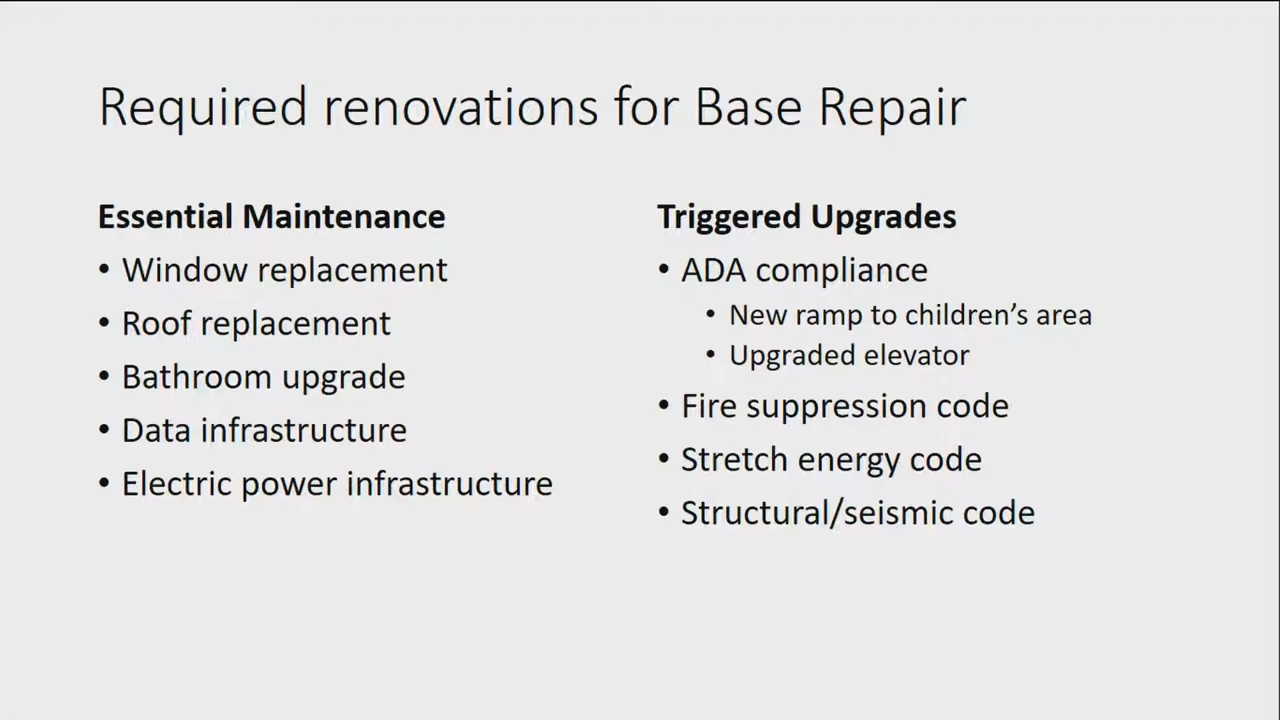 Required renovations for Base Repair
Essential Maintenance
• Window replacement
• Roof replacement
• Bathroom upgrade
• Data infrastructure
• Electric power infrastructure
Triggered Upgrades
• ADA compliance
• New ramp to children’s area
• Upgraded elevator
• Fire suppression code
• Stretch energy code
• Structural/seismic code